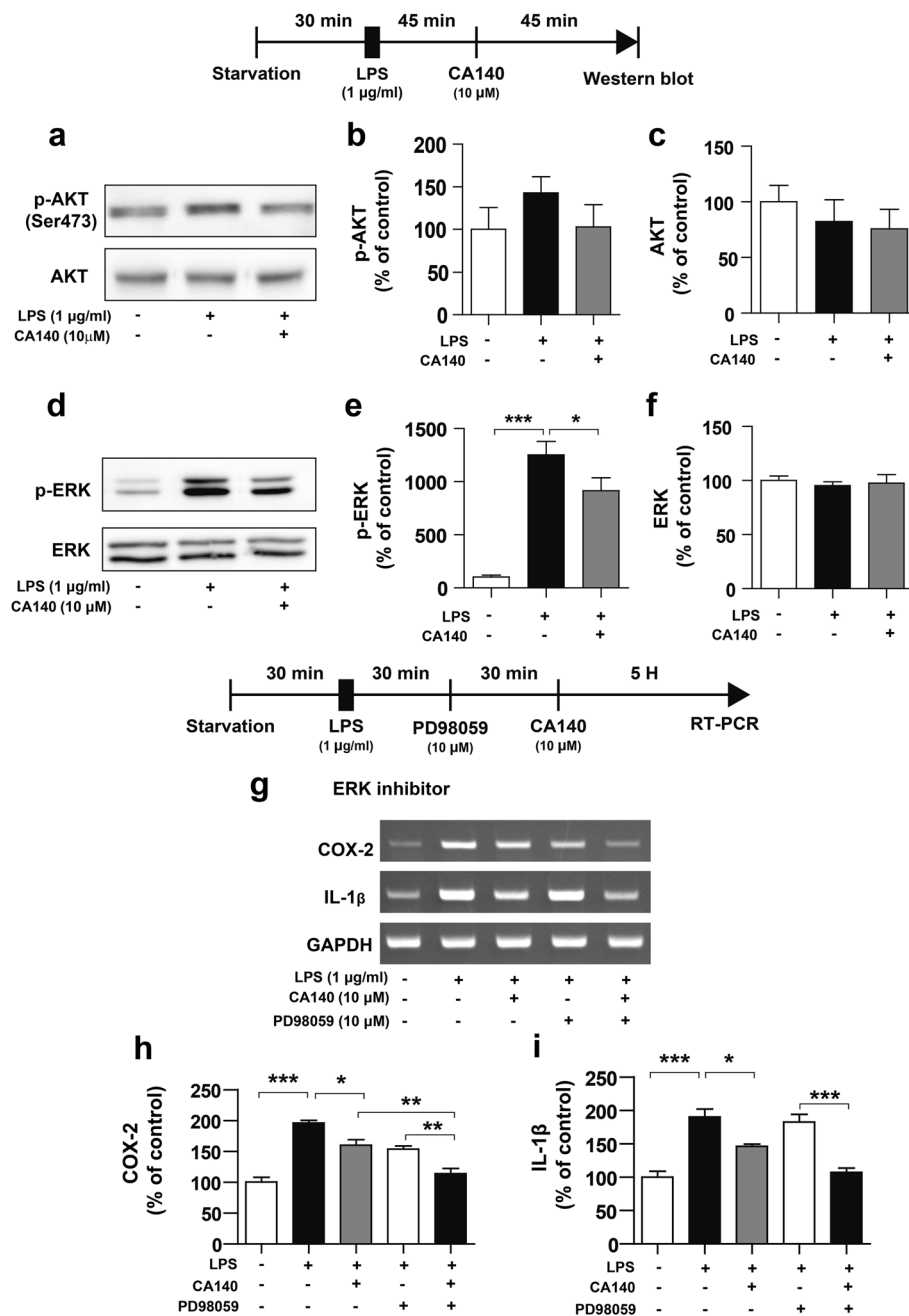 30 min 45 min 45 min
Starvation LPS CA140 Western blot
(1 µg/ml) (10 µM)
a
p-AKT
(Ser473)
AKT
LPS (1 µg/ml) - + +
CA140 (10µM) - - +
b
p-AKT
(% of control)
200
150
100
50
0
LPS - + +
CA140 - - +
c
AKT
(% of control)
150
100
50
0
LPS - + +
CA140 - - +
d
p-ERK
ERK
LPS (1 µg/ml) - + +
CA140 (10 µM) - - +
e
p-ERK
(% of control)
1500
1000
500
0
*** *
LPS - + +
CA140 - - +
f
ERK
(% of control)
150
100
50
0
LPS - + +
CA140 - - +
30 min 30 min 30 min 5 H
Starvation LPS PD98059 CA140 RT-PCR
(1 µg/ml) (10 µM) (10 µM)
g ERK inhibitor
COX-2
IL-1β
GAPDH
LPS (1 µg/ml) - + + + +
CA140 (10 µM) - - + - +
PD98059 (10 µM) - - - + +
h
COX-2
(% of control)
250
200
150
100
50
0
*** * ** **
LPS - + + + +
CA140 - - + - +
PD98059 - - - + +
i
IL-1β
(% of control)
250
200
150
100
50
0
*** * ***
LPS - + + + +
CA140 - - + - +
PD98059 - - - + +